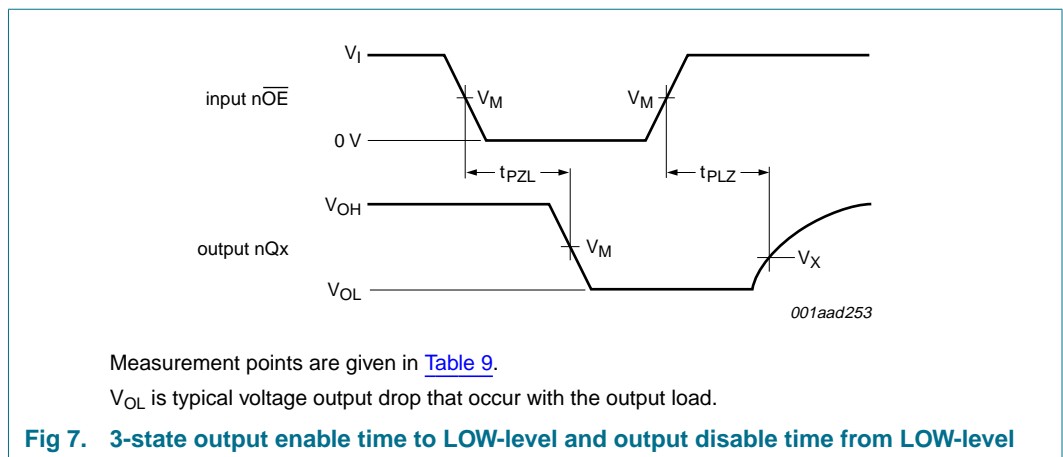 V_I
input nO̅E̅
V_M V_M
0 V
t_PZL t_PLZ
V_OH
output nQx
V_M V_X
V_OL
001aad253
Measurement points are given in Table 9.
V_OL is typical voltage output drop that occur with the output load.
Fig 7. 3-state output enable time to LOW-level and output disable time from LOW-level